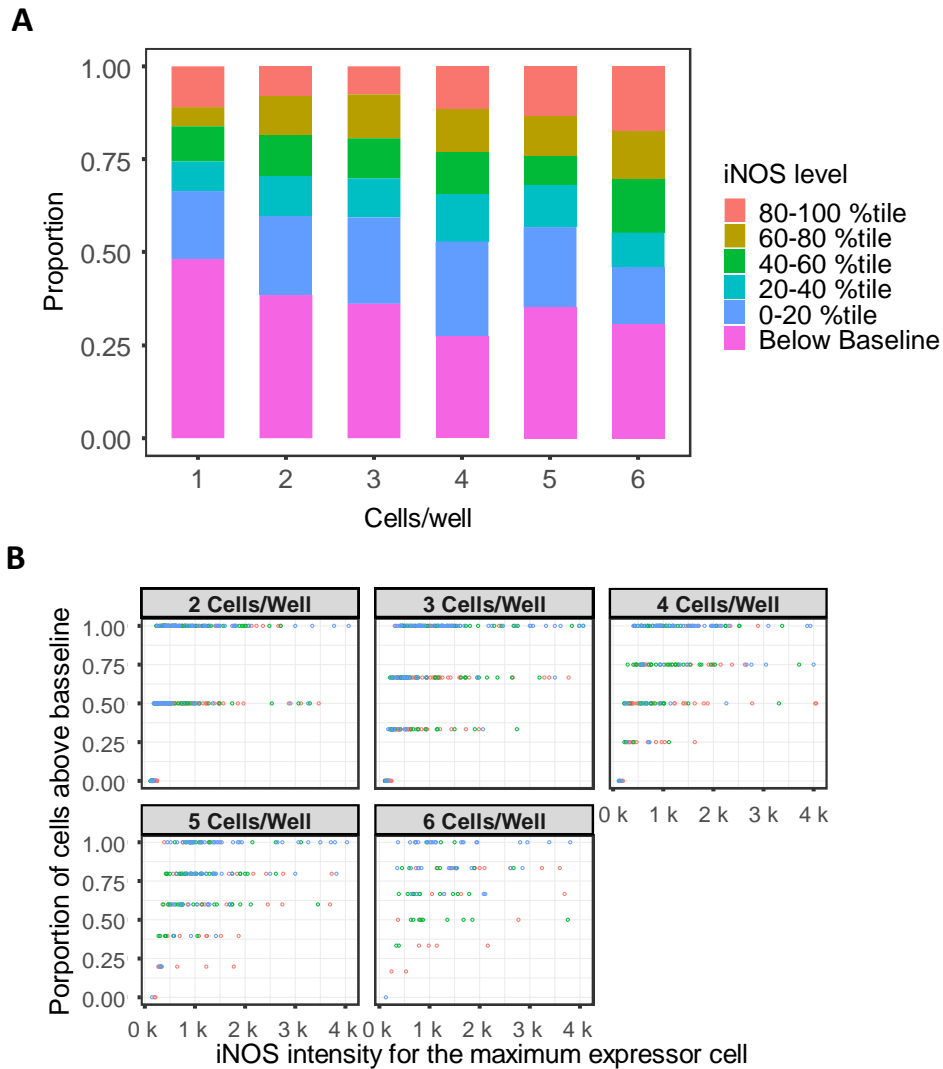 A
1.00
0.75
0.50
0.25
0.00
Proportion
1 2 3 4 5 6
Cells/well
iNOS level
80-100 %tile
60-80 %tile
40-60 %tile
20-40 %tile
0-20 %tile
Below Baseline
B
2 Cells/Well 3 Cells/Well 4 Cells/Well
1.00
0.75
0.50
0.25
0.00
0 k 1 k 2 k 3 k 4 k
5 Cells/Well 6 Cells/Well
1.00
0.75
0.50
0.25
0.00
0 k 1 k 2 k 3 k 4 k 0 k 1 k 2 k 3 k 4 k
Porportion of cells above basseline
iNOS intensity for the maximum expressor cell